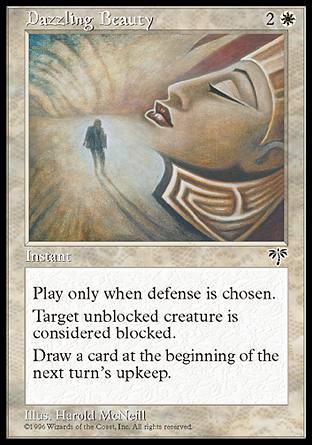 Dazzling Beauty 2
Instant
Play only when defense is chosen.
Target unblocked creature is
considered blocked.
Draw a card at the beginning of the
next turn's upkeep.
Illus. Harold McNeill
©1996 Wizards of the Coast, Inc. All rights reserved.